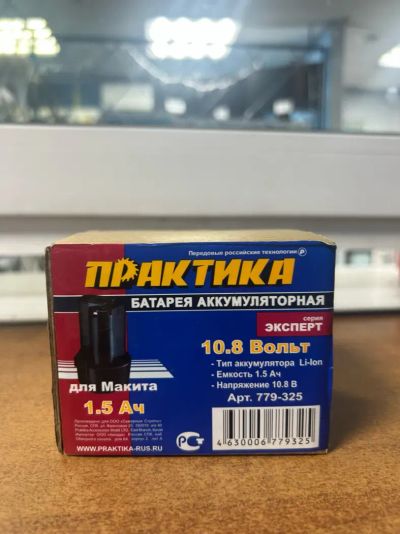 Передовые российские технологии
ПРАКТИКА
БАТАРЕЯ АККУМУЛЯТОРНАЯ
серия
ЭКСПЕРТ
10.8 Вольт
- Тип аккумулятора Li-Ion
- Емкость 1.5 Ач
- Напряжение 10.8 В
Арт. 779-325
для Макита
1.5 Ач
WWW.PRAKTIKA-RUS.RU
РСТ
4 630006 779325